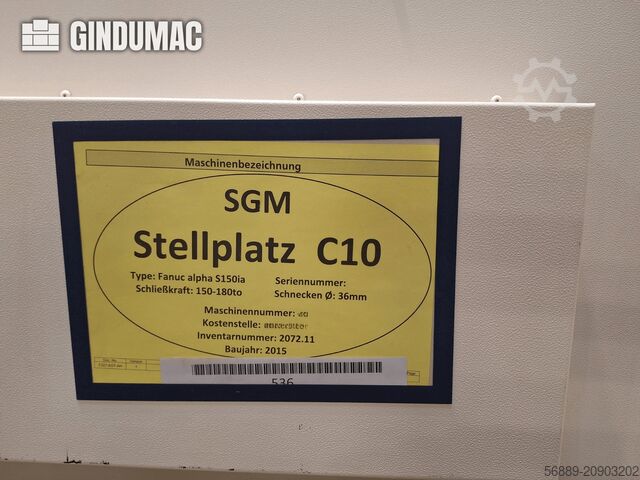 GINDUMAC
Maschinenbezeichnung
SGM
Stellplatz C10
Type: Fanuc alpha S150ia Seriennummer:
Schließkraft: 150-180to Schnecken Ø: 36mm
Maschinennummer:
Kostenstelle:
Inventarnummer: 2072.11
Baujahr: 2015
536
56889-20903202